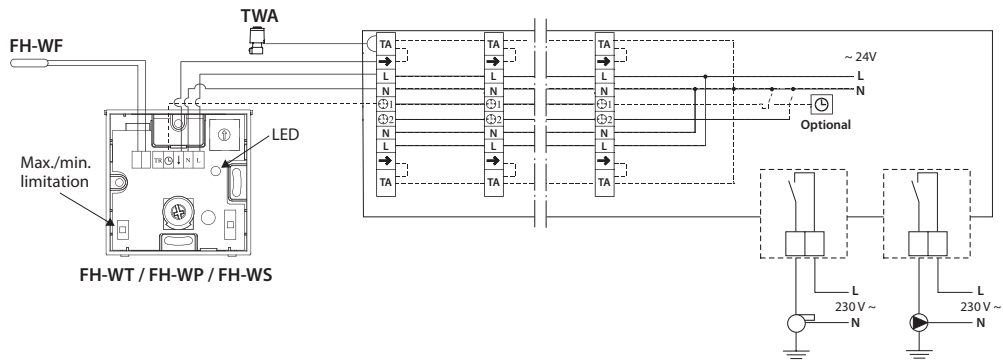 TWA
FH-WF
LED
Max./min.
limitation
TR ↓ N L
FH-WT / FH-WP / FH-WS
TA TA TA
L L L
N N N
1 1 1
2 2 2
N N N
L L L
TA TA TA
~ 24V
L
N
Optional
L
230 V ~
N
L
230 V ~
N